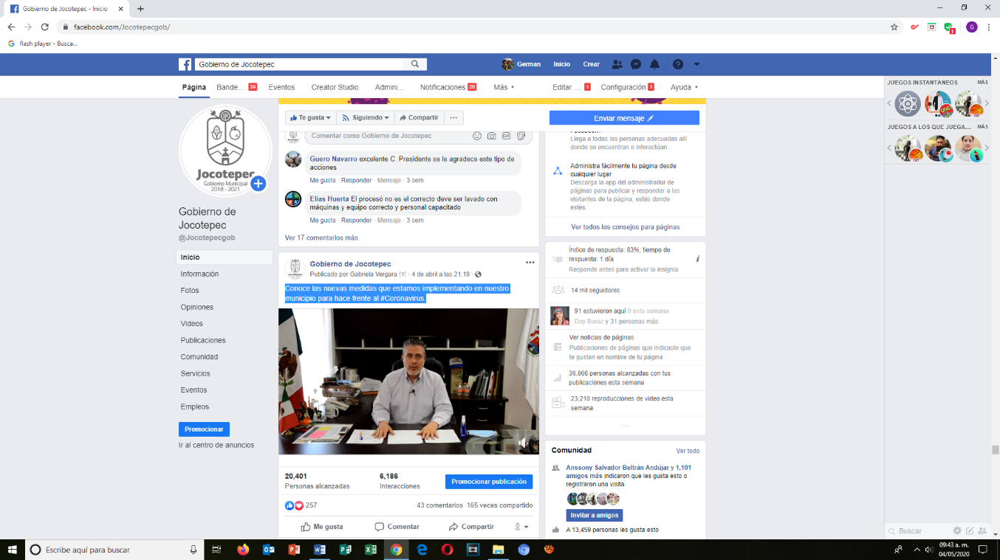 Gobierno de Jocotepec - Inicio
facebook.com/Jocotepecgob/
G
flash player - Busca...
Gobierno de Jocotepec
German
Inicio
Crear
Página
Bande...
29
Eventos
Creator Studio
Admini...
Notificaciones
26
Más
Editar ...
1
Configuración
1
Ayuda
Jocotepec
Gobierno Municipal
2018 - 2021
Gobierno de
Jocotepec
@Jocotepecgob
Inicio
Información
Fotos
Opiniones
Videos
Publicaciones
Comunidad
Servicios
Eventos
Empleos
Promocionar
Ir al centro de anuncios
Te gusta
Siguiendo
Compartir
...
Enviar mensaje
Comentar como Gobierno de Jocotepec
GIF
Guero Navarro excelente C. Presidente se le agradece este tipo de
acciones
Me gusta · Responder · Mensaje · 3 sem
Elias Huerta El procesó no es el correcto deve ser lavado con
máquinas y equipo correcto y personal capacitado
Me gusta · Responder · Mensaje · 3 sem
Ver 17 comentarios más
Gobierno de Jocotepec
Publicado por Gabriela Vergara [?] · 4 de abril a las 21:19 ·
Conoce las nuevas medidas que estamos implementando en nuestro
municipio para hace frente al #Coronavirus.
20,401
Personas alcanzadas
6,186
Interacciones
Promocionar publicación
257
43 comentarios 165 veces compartido
Me gusta
Comentar
Compartir
Llega a todas las personas adecuadas allí
donde se encuentran e interactúan.
Administra fácilmente tu página desde
cualquier lugar
Descarga la app del administrador de
páginas para publicar y responder a los
visitantes de la página, estés donde
estés.
Ver todos los consejos para páginas
Índice de respuesta: 83%, tiempo de
respuesta: 1 día
Responde antes para activar la insignia
14 mil seguidores
91 estuvieron aquí 0 esta semana
Day Barez y 31 personas más
Ver noticias de páginas
Publicaciones de páginas que indicaste que
te gustan en nombre de tu página
36,866 personas alcanzadas con tus
publicaciones esta semana
23,210 reproducciones de video esta
semana
Comunidad
Ver todo
Anssony Salvador Beltrán Andújar y 1,101
amigos más indicaron que les gusta esto o
registraron una visita
Invitar a amigos
A 13,459 personas les gusta esto
JUEGOS INSTANTÁNEOS
MÁS
JUEGOS A LOS QUE JUEGA...
MÁS
Buscar
Escribe aquí para buscar
09:43 a. m.
04/05/2020